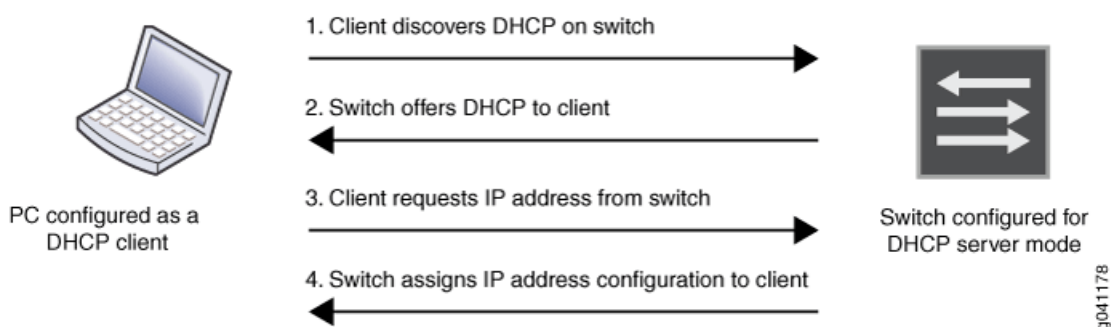 1. Client discovers DHCP on switch
2. Switch offers DHCP to client
3. Client requests IP address from switch
4. Switch assigns IP address configuration to client
PC configured as a
DHCP client
Switch configured for
DHCP server mode
g041178